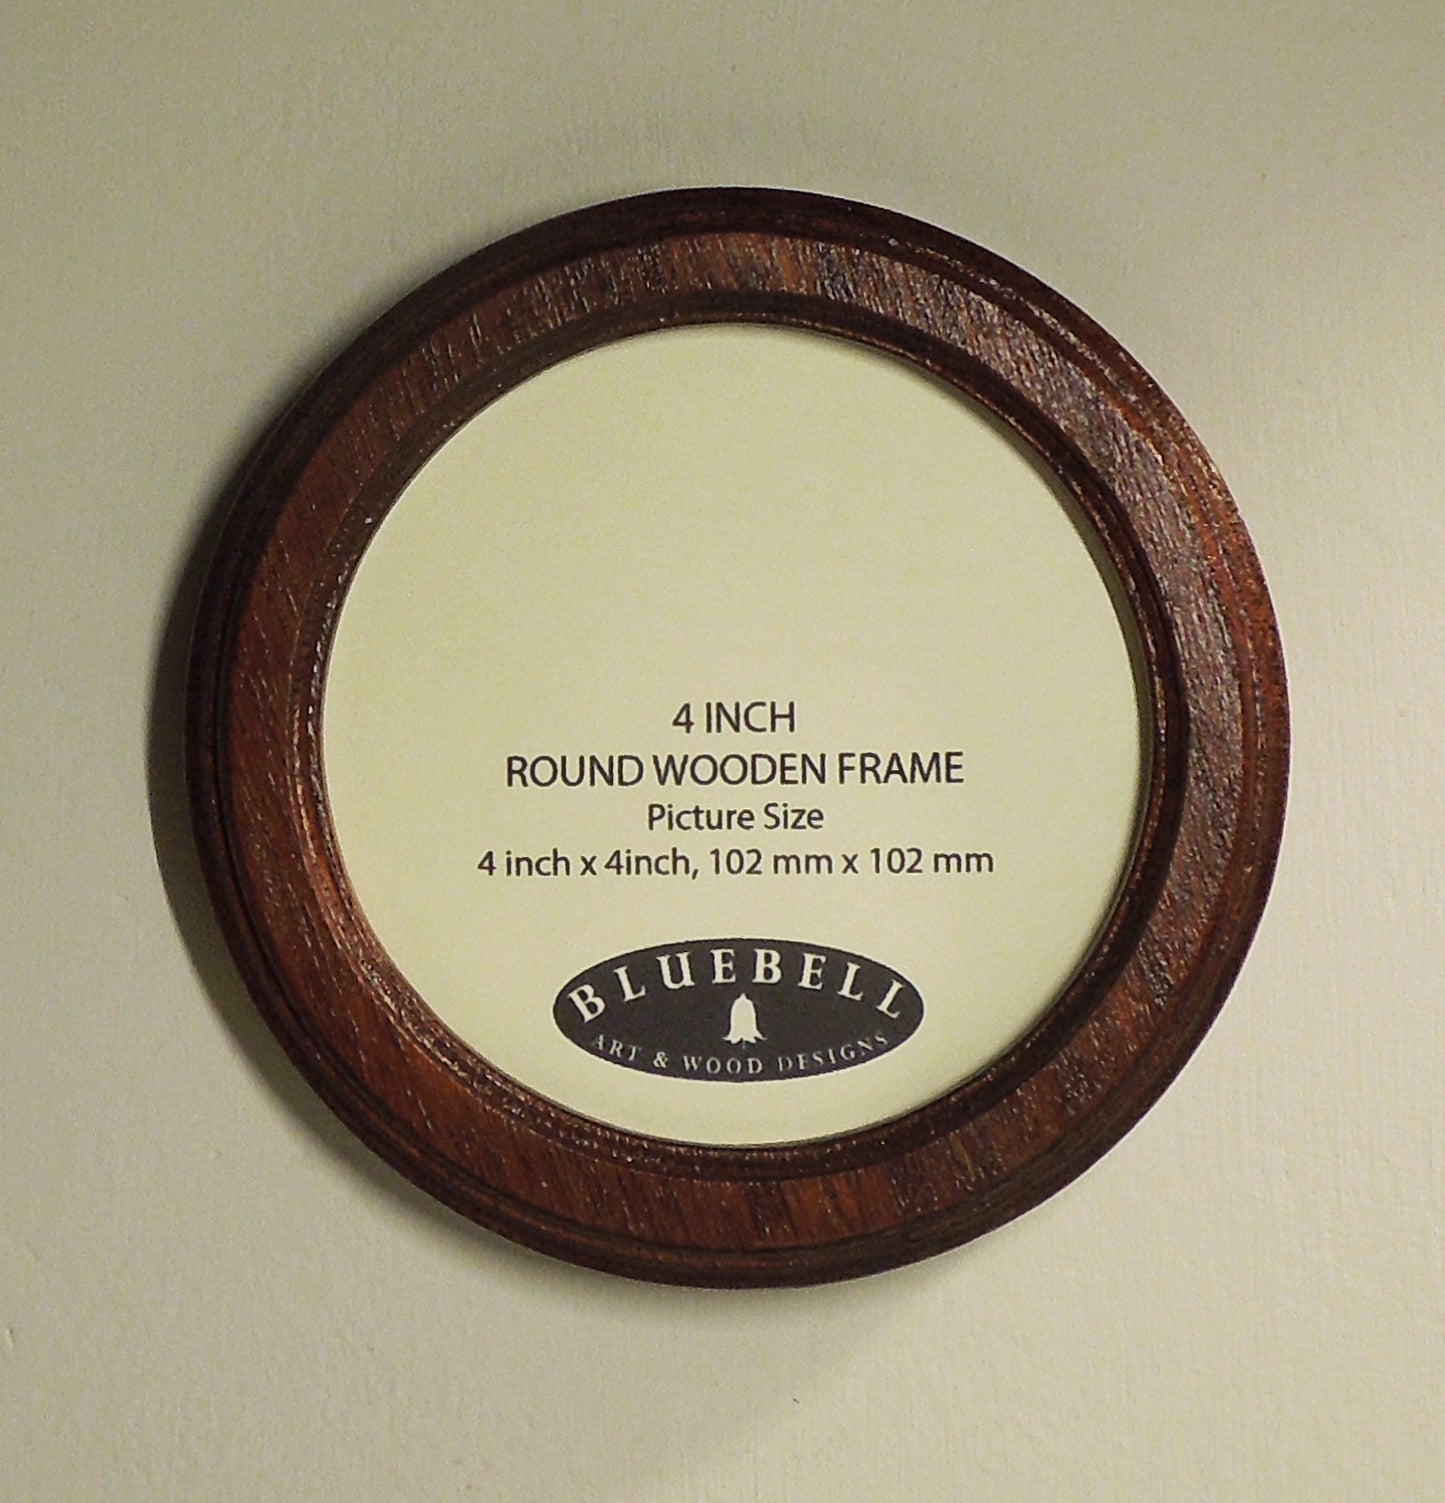 4 INCH
ROUND WOODEN FRAME
Picture Size
4 inch x 4inch, 102 mm x 102 mm
BLUEBELL
ART & WOOD DESIGNS